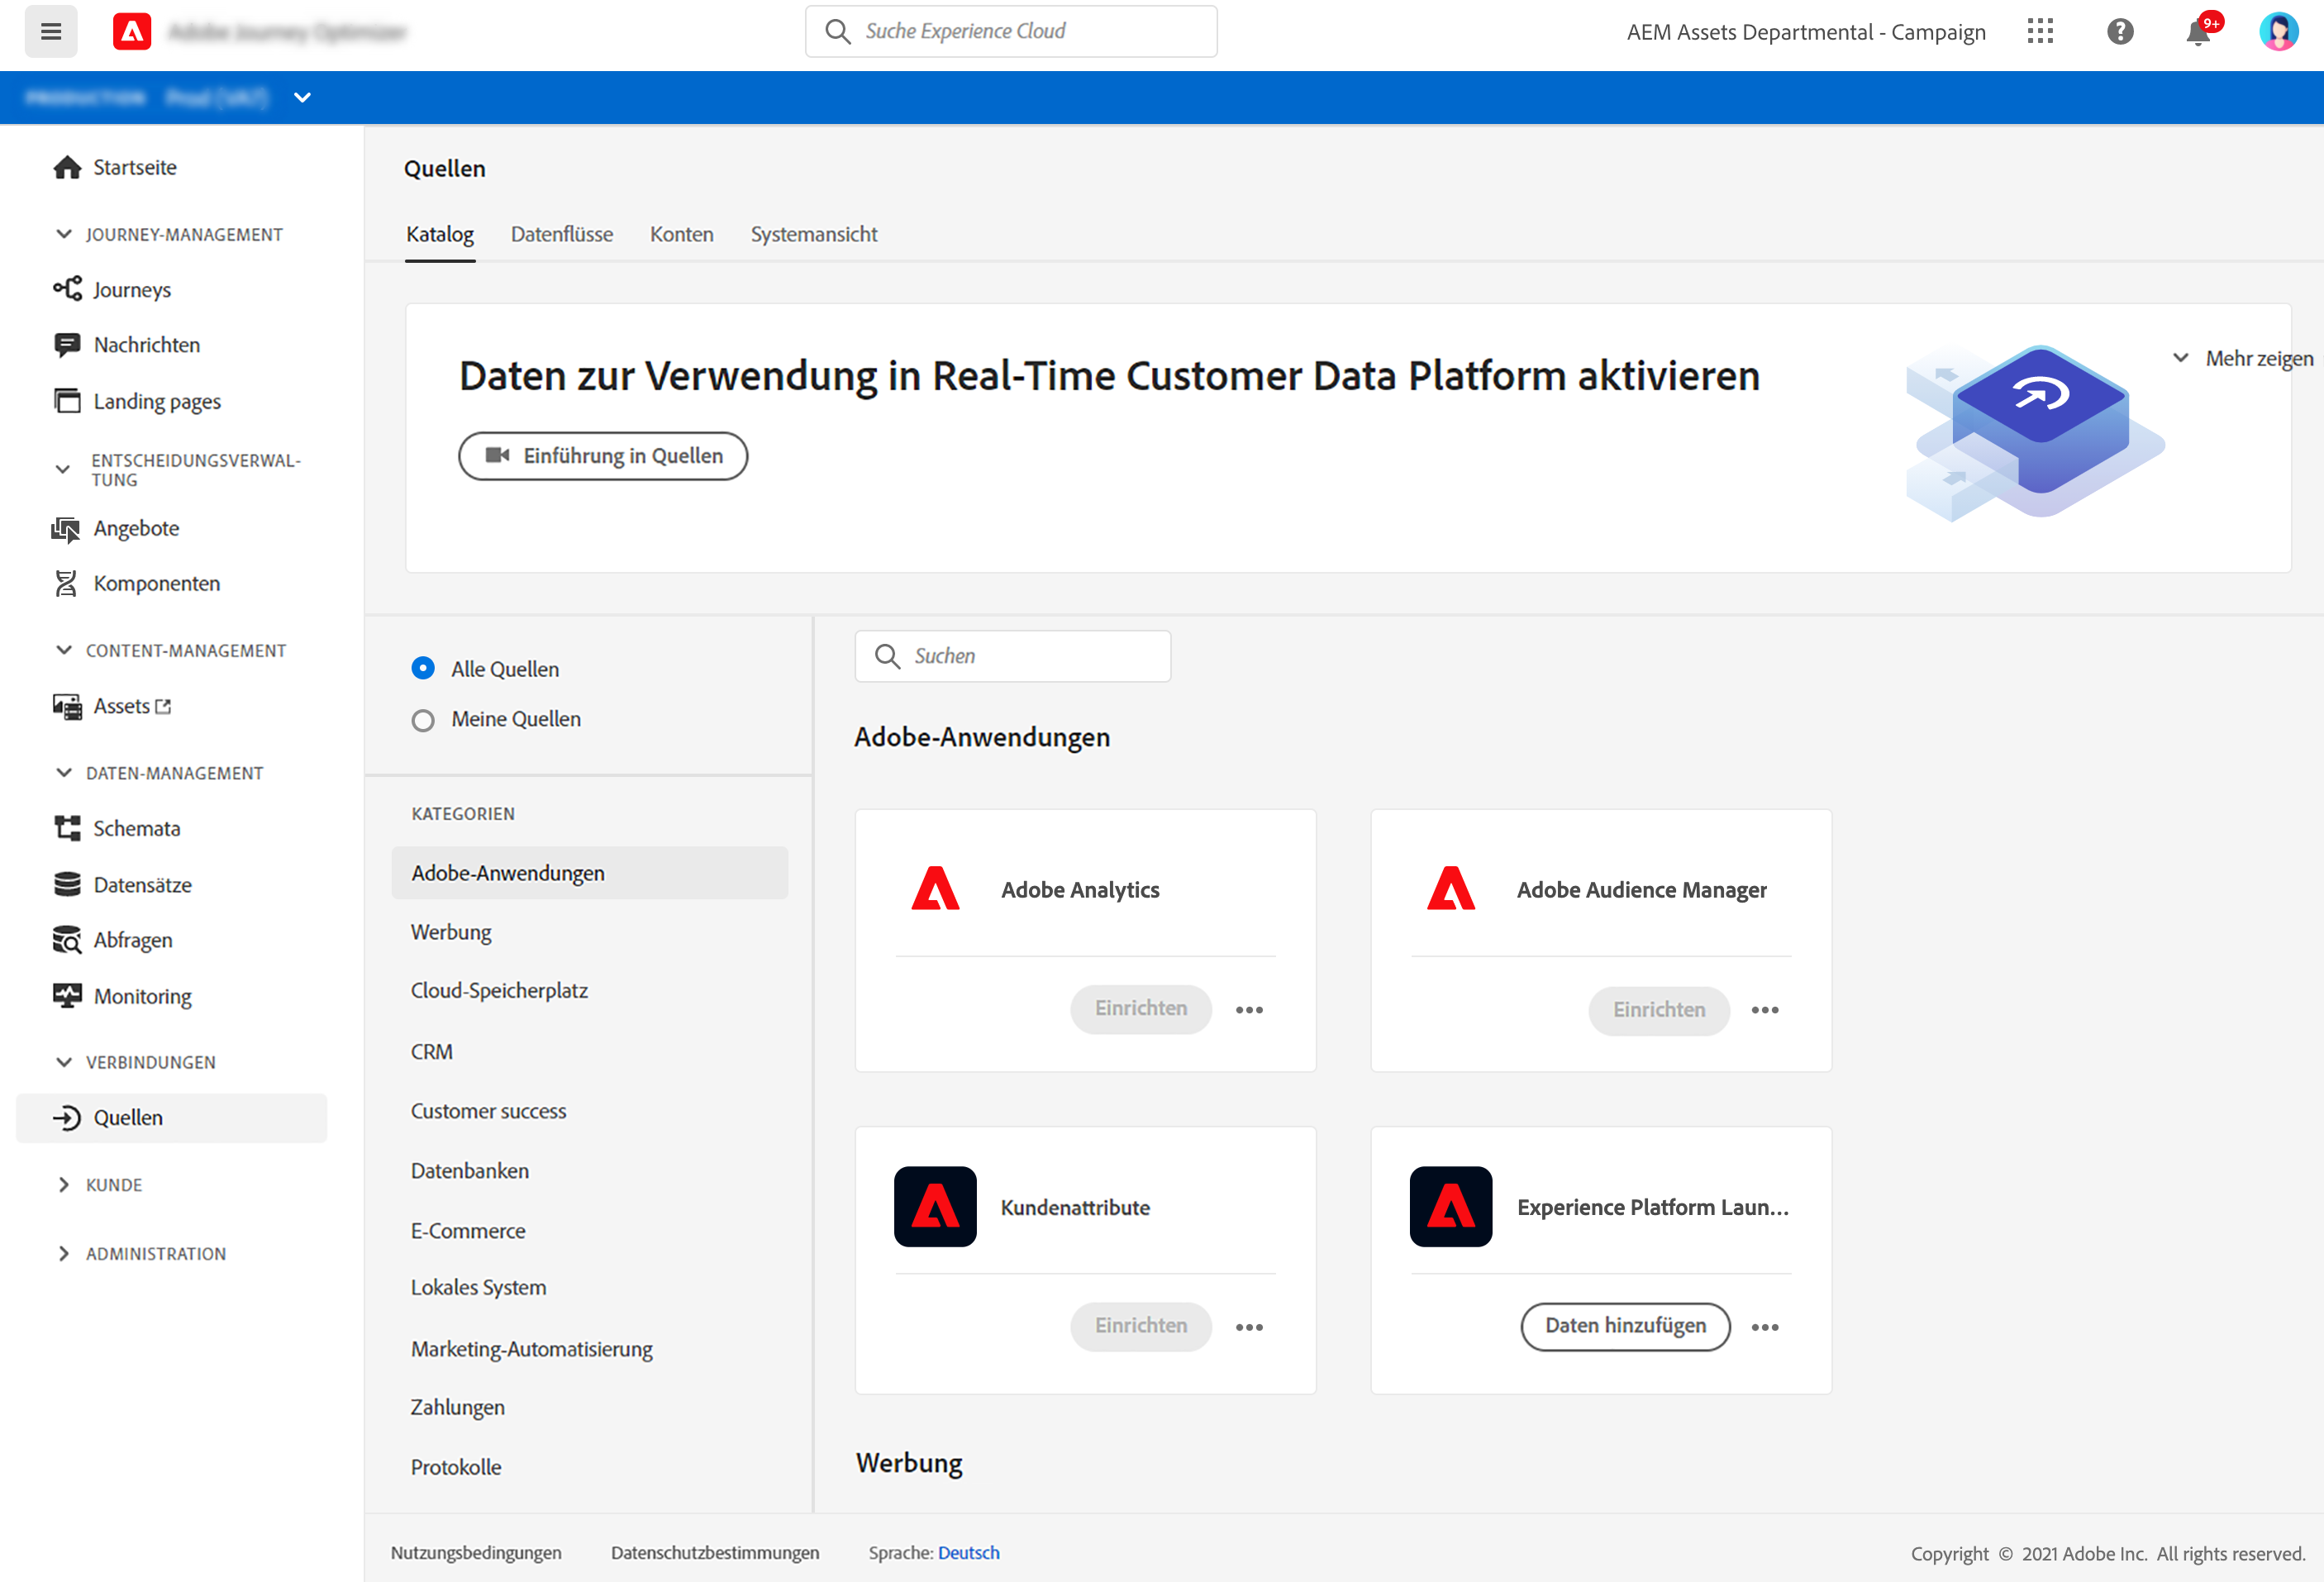 Suche Experience Cloud
AEM Assets Departmental - Campaign
9+
Startseite
JOURNEY-MANAGEMENT
Journeys
Nachrichten
Landing pages
ENTSCHEIDUNGSVERWAL-
TUNG
Angebote
Komponenten
CONTENT-MANAGEMENT
Assets
DATEN-MANAGEMENT
Schemata
Datensätze
Abfragen
Monitoring
VERBINDUNGEN
Quellen
KUNDE
ADMINISTRATION
Quellen
Katalog Datenflüsse Konten Systemansicht
Daten zur Verwendung in Real-Time Customer Data Platform aktivieren
Mehr zeigen
Einführung in Quellen
Alle Quellen
Meine Quellen
KATEGORIEN
Adobe-Anwendungen
Werbung
Cloud-Speicherplatz
CRM
Customer success
Datenbanken
E-Commerce
Lokales System
Marketing-Automatisierung
Zahlungen
Protokolle
Suchen
Adobe-Anwendungen
Adobe Analytics
Einrichten
Adobe Audience Manager
Einrichten
Kundenattribute
Einrichten
Experience Platform Laun...
Daten hinzufügen
Werbung
Nutzungsbedingungen Datenschutzbestimmungen Sprache: Deutsch
Copyright © 2021 Adobe Inc. All rights reserved.